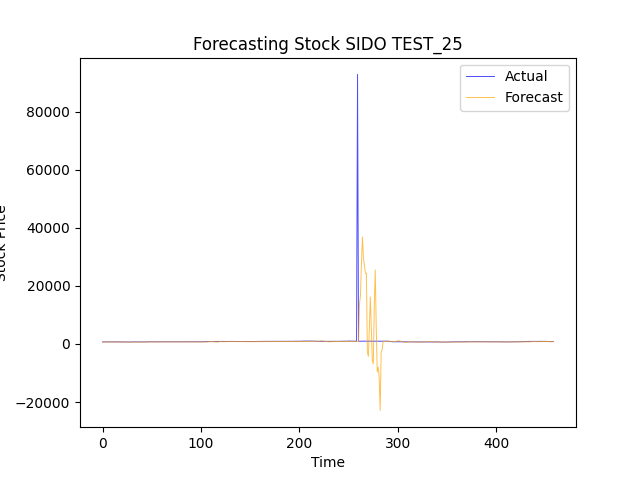 Forecasting Stock SIDO TEST_25
Actual
Forecast
80000
60000
40000
20000
0
−20000
Stock Price
0 100 200 300 400
Time